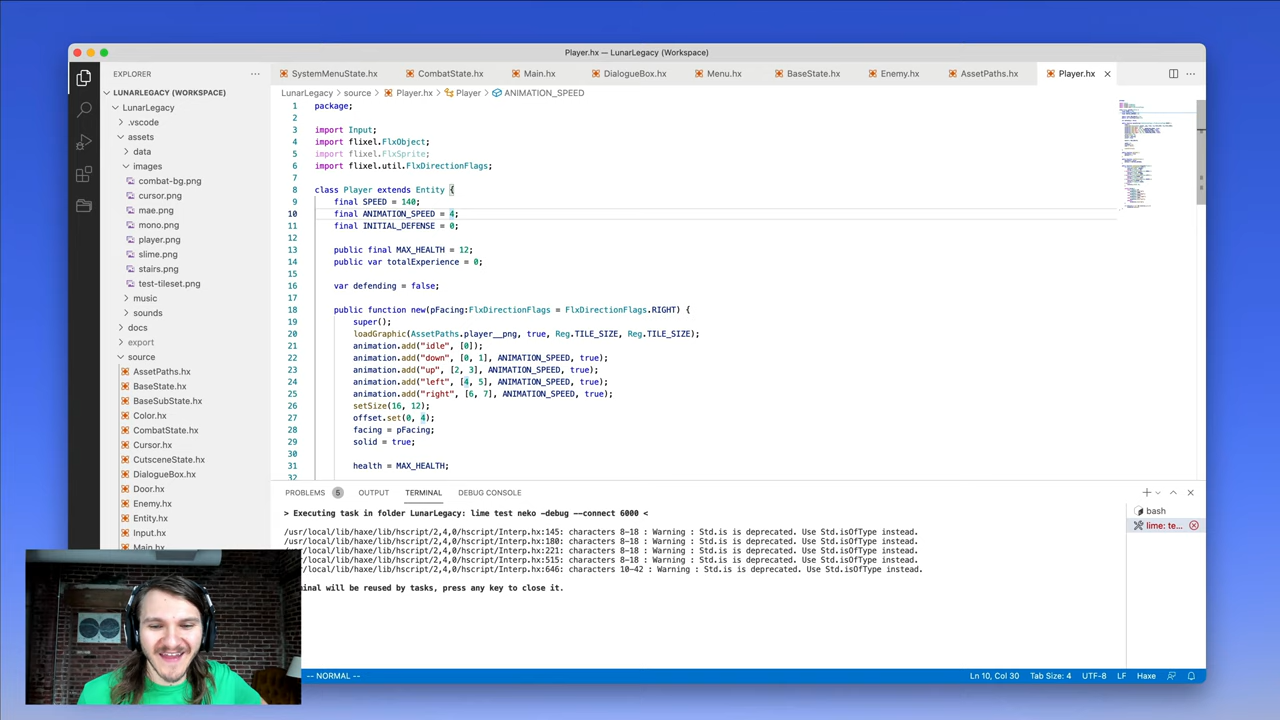 Player.hx — LunarLegacy (Workspace)
EXPLORER
SystemMenuState.hx
CombatState.hx
Main.hx
DialogueBox.hx
Menu.hx
BaseState.hx
Enemy.hx
AssetPaths.hx
Player.hx
LUNARLEGACY (WORKSPACE)
LunarLegacy
.vscode
assets
data
images
combat-bg.png
cursor.png
mae.png
mono.png
player.png
slime.png
stairs.png
test-tileset.png
music
sounds
docs
export
source
AssetPaths.hx
BaseState.hx
BaseSubState.hx
Color.hx
CombatState.hx
Cursor.hx
CutsceneState.hx
DialogueBox.hx
Door.hx
Enemy.hx
Entity.hx
Input.hx
Main.hx
LunarLegacy > source > Player.hx > Player > ANIMATION_SPEED
1 package;
2
3 import Input;
4 import flixel.FlxObject;
5 import flixel.FlxSprite;
6 import flixel.util.FlxDirectionFlags;
7
8 class Player extends Entity {
9 final SPEED = 140;
10 final ANIMATION_SPEED = 4;
11 final INITIAL_DEFENSE = 0;
12
13 public final MAX_HEALTH = 12;
14 public var totalExperience = 0;
15
16 var defending = false;
17
18 public function new(pFacing:FlxDirectionFlags = FlxDirectionFlags.RIGHT) {
19 super();
20 loadGraphic(AssetPaths.player__png, true, Reg.TILE_SIZE, Reg.TILE_SIZE);
21 animation.add("idle", [0]);
22 animation.add("down", [0, 1], ANIMATION_SPEED, true);
23 animation.add("up", [2, 3], ANIMATION_SPEED, true);
24 animation.add("left", [4, 5], ANIMATION_SPEED, true);
25 animation.add("right", [6, 7], ANIMATION_SPEED, true);
26 setSize(16, 12);
27 offset.set(0, 4);
28 facing = pFacing;
29 solid = true;
30
31 health = MAX_HEALTH;
32
PROBLEMS 5 OUTPUT TERMINAL DEBUG CONSOLE
> Executing task in folder LunarLegacy: lime test neko -debug --connect 6000 <
/usr/local/lib/haxe/lib/hscript/2,4,0/hscript/Interp.hx:145: characters 8-18 : Warning : Std.is is deprecated. Use Std.isOfType instead.
/usr/local/lib/haxe/lib/hscript/2,4,0/hscript/Interp.hx:180: characters 8-18 : Warning : Std.is is deprecated. Use Std.isOfType instead.
/usr/local/lib/haxe/lib/hscript/2,4,0/hscript/Interp.hx:221: characters 8-18 : Warning : Std.is is deprecated. Use Std.isOfType instead.
/usr/local/lib/haxe/lib/hscript/2,4,0/hscript/Interp.hx:515: characters 8-18 : Warning : Std.is is deprecated. Use Std.isOfType instead.
/usr/local/lib/haxe/lib/hscript/2,4,0/hscript/Interp.hx:646: characters 10-42 : Warning : Std.is is deprecated. Use Std.isOfType instead.
inal will be reused by tasks, press any key to close it.
bash
lime: te...
-- NORMAL --
Ln 10, Col 30 Tab Size: 4 UTF-8 LF Haxe